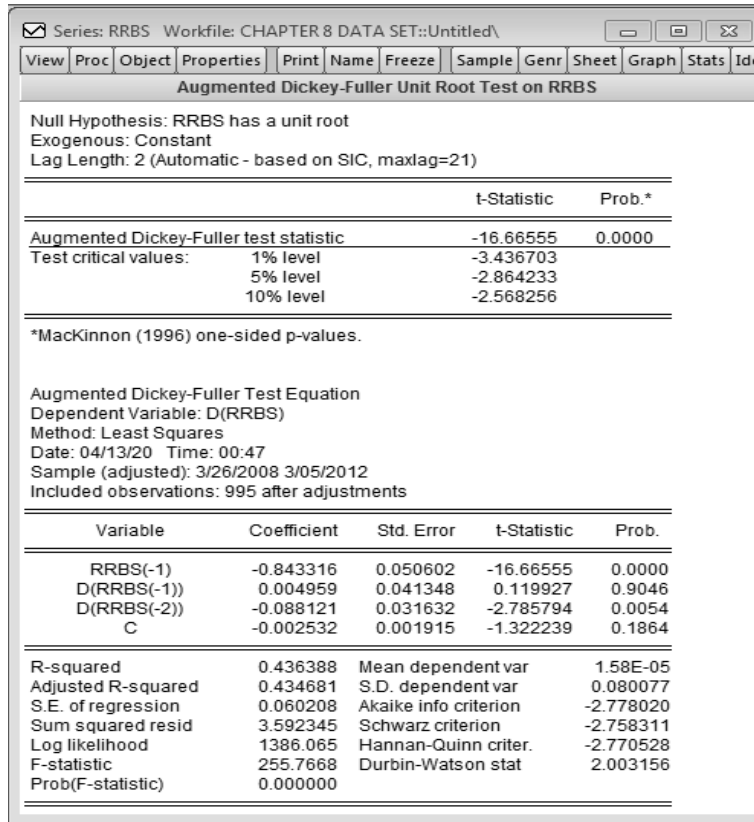 Series: RRBS Workfile: CHAPTER 8 DATA SET::Untitled\
View Proc Object Properties Print Name Freeze Sample Genr Sheet Graph Stats Ide
Augmented Dickey-Fuller Unit Root Test on RRBS
Null Hypothesis: RRBS has a unit root
Exogenous: Constant
Lag Length: 2 (Automatic - based on SIC, maxlag=21)
t-Statistic Prob.*
Augmented Dickey-Fuller test statistic -16.66555 0.0000
Test critical values: 1% level -3.436703
5% level -2.864233
10% level -2.568256
*MacKinnon (1996) one-sided p-values.
Augmented Dickey-Fuller Test Equation
Dependent Variable: D(RRBS)
Method: Least Squares
Date: 04/13/20 Time: 00:47
Sample (adjusted): 3/26/2008 3/05/2012
Included observations: 995 after adjustments
Variable Coefficient Std. Error t-Statistic Prob.
RRBS(-1) -0.843316 0.050602 -16.66555 0.0000
D(RRBS(-1)) 0.004959 0.041348 0.119927 0.9046
D(RRBS(-2)) -0.088121 0.031632 -2.785794 0.0054
C -0.002532 0.001915 -1.322239 0.1864
R-squared 0.436388 Mean dependent var 1.58E-05
Adjusted R-squared 0.434681 S.D. dependent var 0.080077
S.E. of regression 0.060208 Akaike info criterion -2.778020
Sum squared resid 3.592345 Schwarz criterion -2.758311
Log likelihood 1386.065 Hannan-Quinn criter. -2.770528
F-statistic 255.7668 Durbin-Watson stat 2.003156
Prob(F-statistic) 0.000000